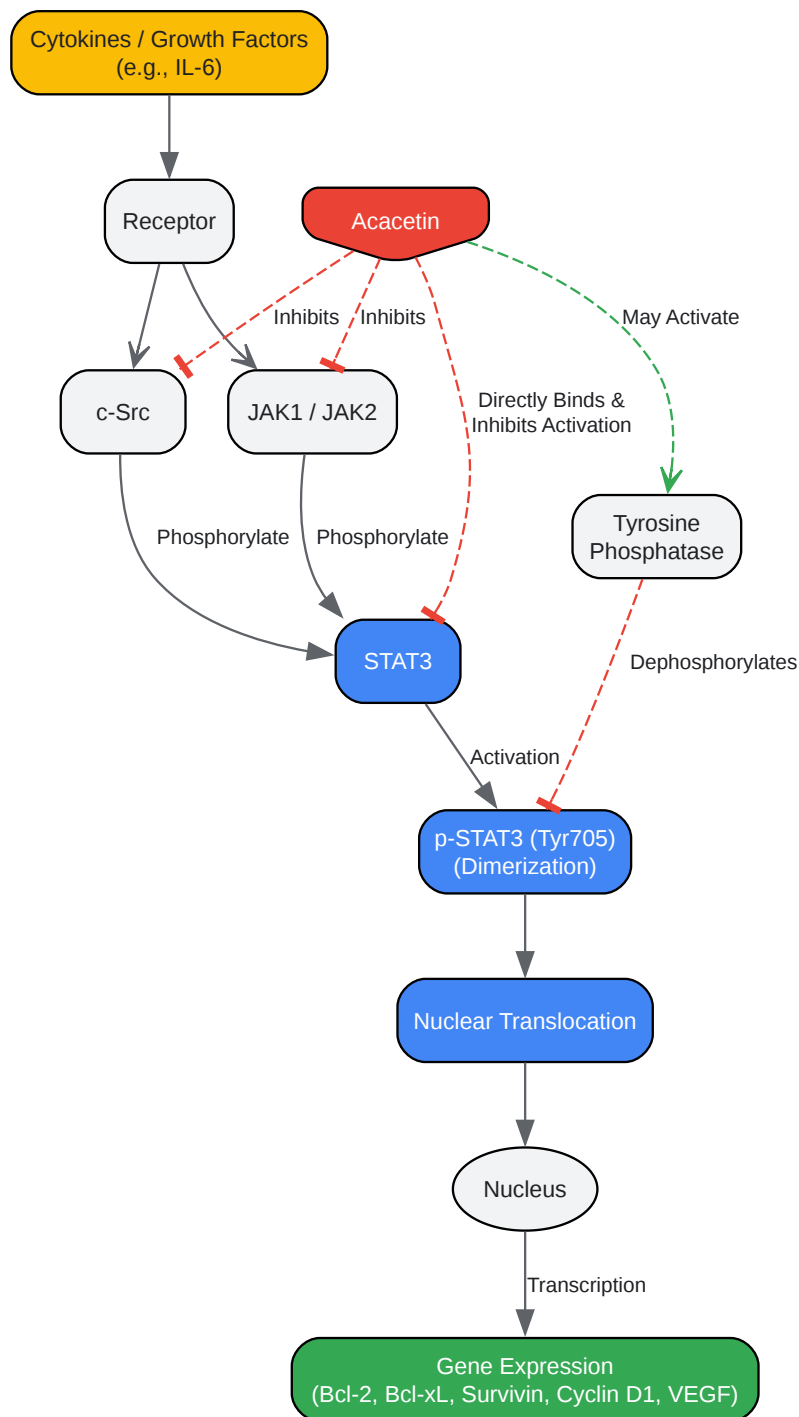 Cytokines / Growth Factors
(e.g., IL-6)
Receptor
Acacetin
Inhibits
Inhibits
May Activate
c-Src
JAK1 / JAK2
Directly Binds &
Inhibits Activation
Phosphorylate
Phosphorylate
Tyrosine
Phosphatase
STAT3
Dephosphorylates
Activation
p-STAT3 (Tyr705)
(Dimerization)
Nuclear Translocation
Nucleus
Transcription
Gene Expression
(Bcl-2, Bcl-xL, Survivin, Cyclin D1, VEGF)